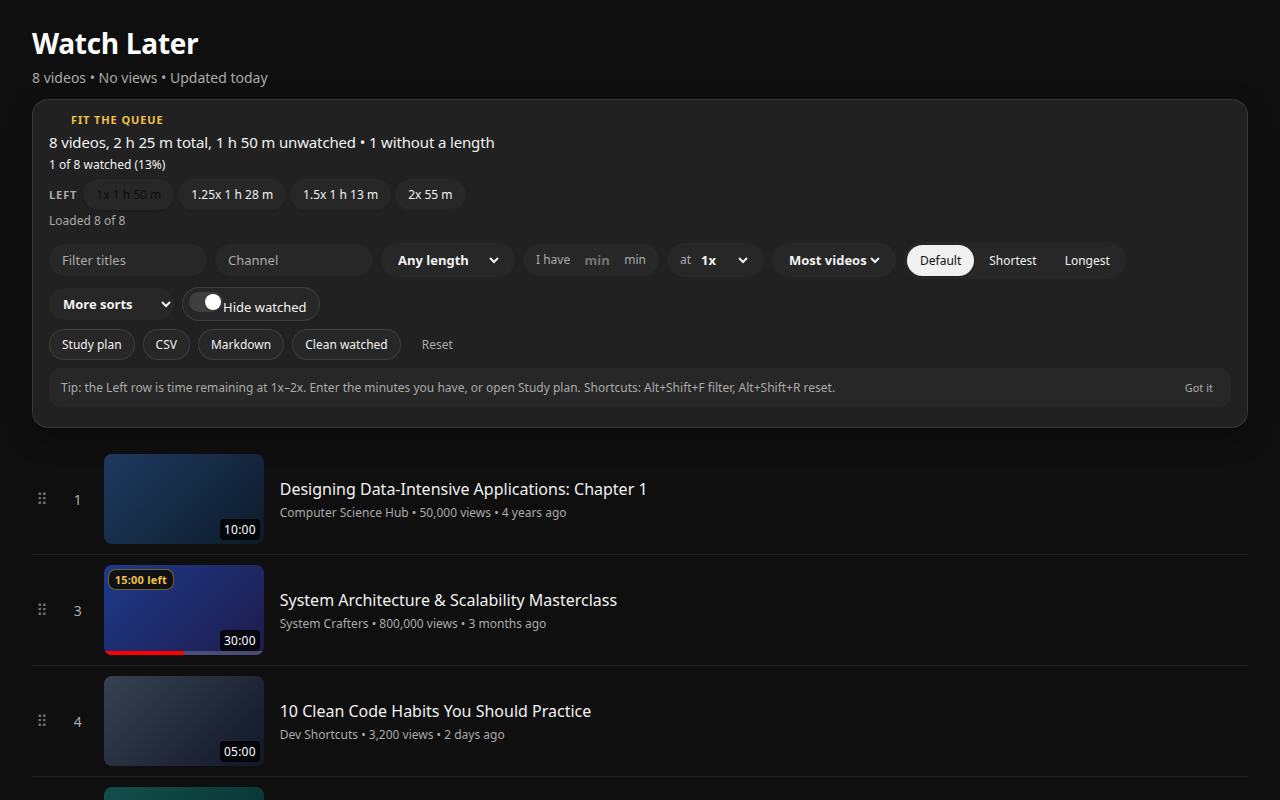 Watch Later
8 videos • No views • Updated today
FIT THE QUEUE
8 videos, 2 h 25 m total, 1 h 50 m unwatched • 1 without a length
1 of 8 watched (13%)
LEFT 1x 1 h 50 m 1.25x 1 h 28 m 1.5x 1 h 13 m 2x 55 m
Loaded 8 of 8
Filter titles Channel Any length I have min min at 1x Most videos Default Shortest Longest
More sorts Hide watched
Study plan CSV Markdown Clean watched Reset
Tip: the Left row is time remaining at 1x–2x. Enter the minutes you have, or open Study plan. Shortcuts: Alt+Shift+F filter, Alt+Shift+R reset. Got it
1
10:00
Designing Data-Intensive Applications: Chapter 1
Computer Science Hub • 50,000 views • 4 years ago
3
15:00 left
30:00
System Architecture & Scalability Masterclass
System Crafters • 800,000 views • 3 months ago
4
05:00
10 Clean Code Habits You Should Practice
Dev Shortcuts • 3,200 views • 2 days ago